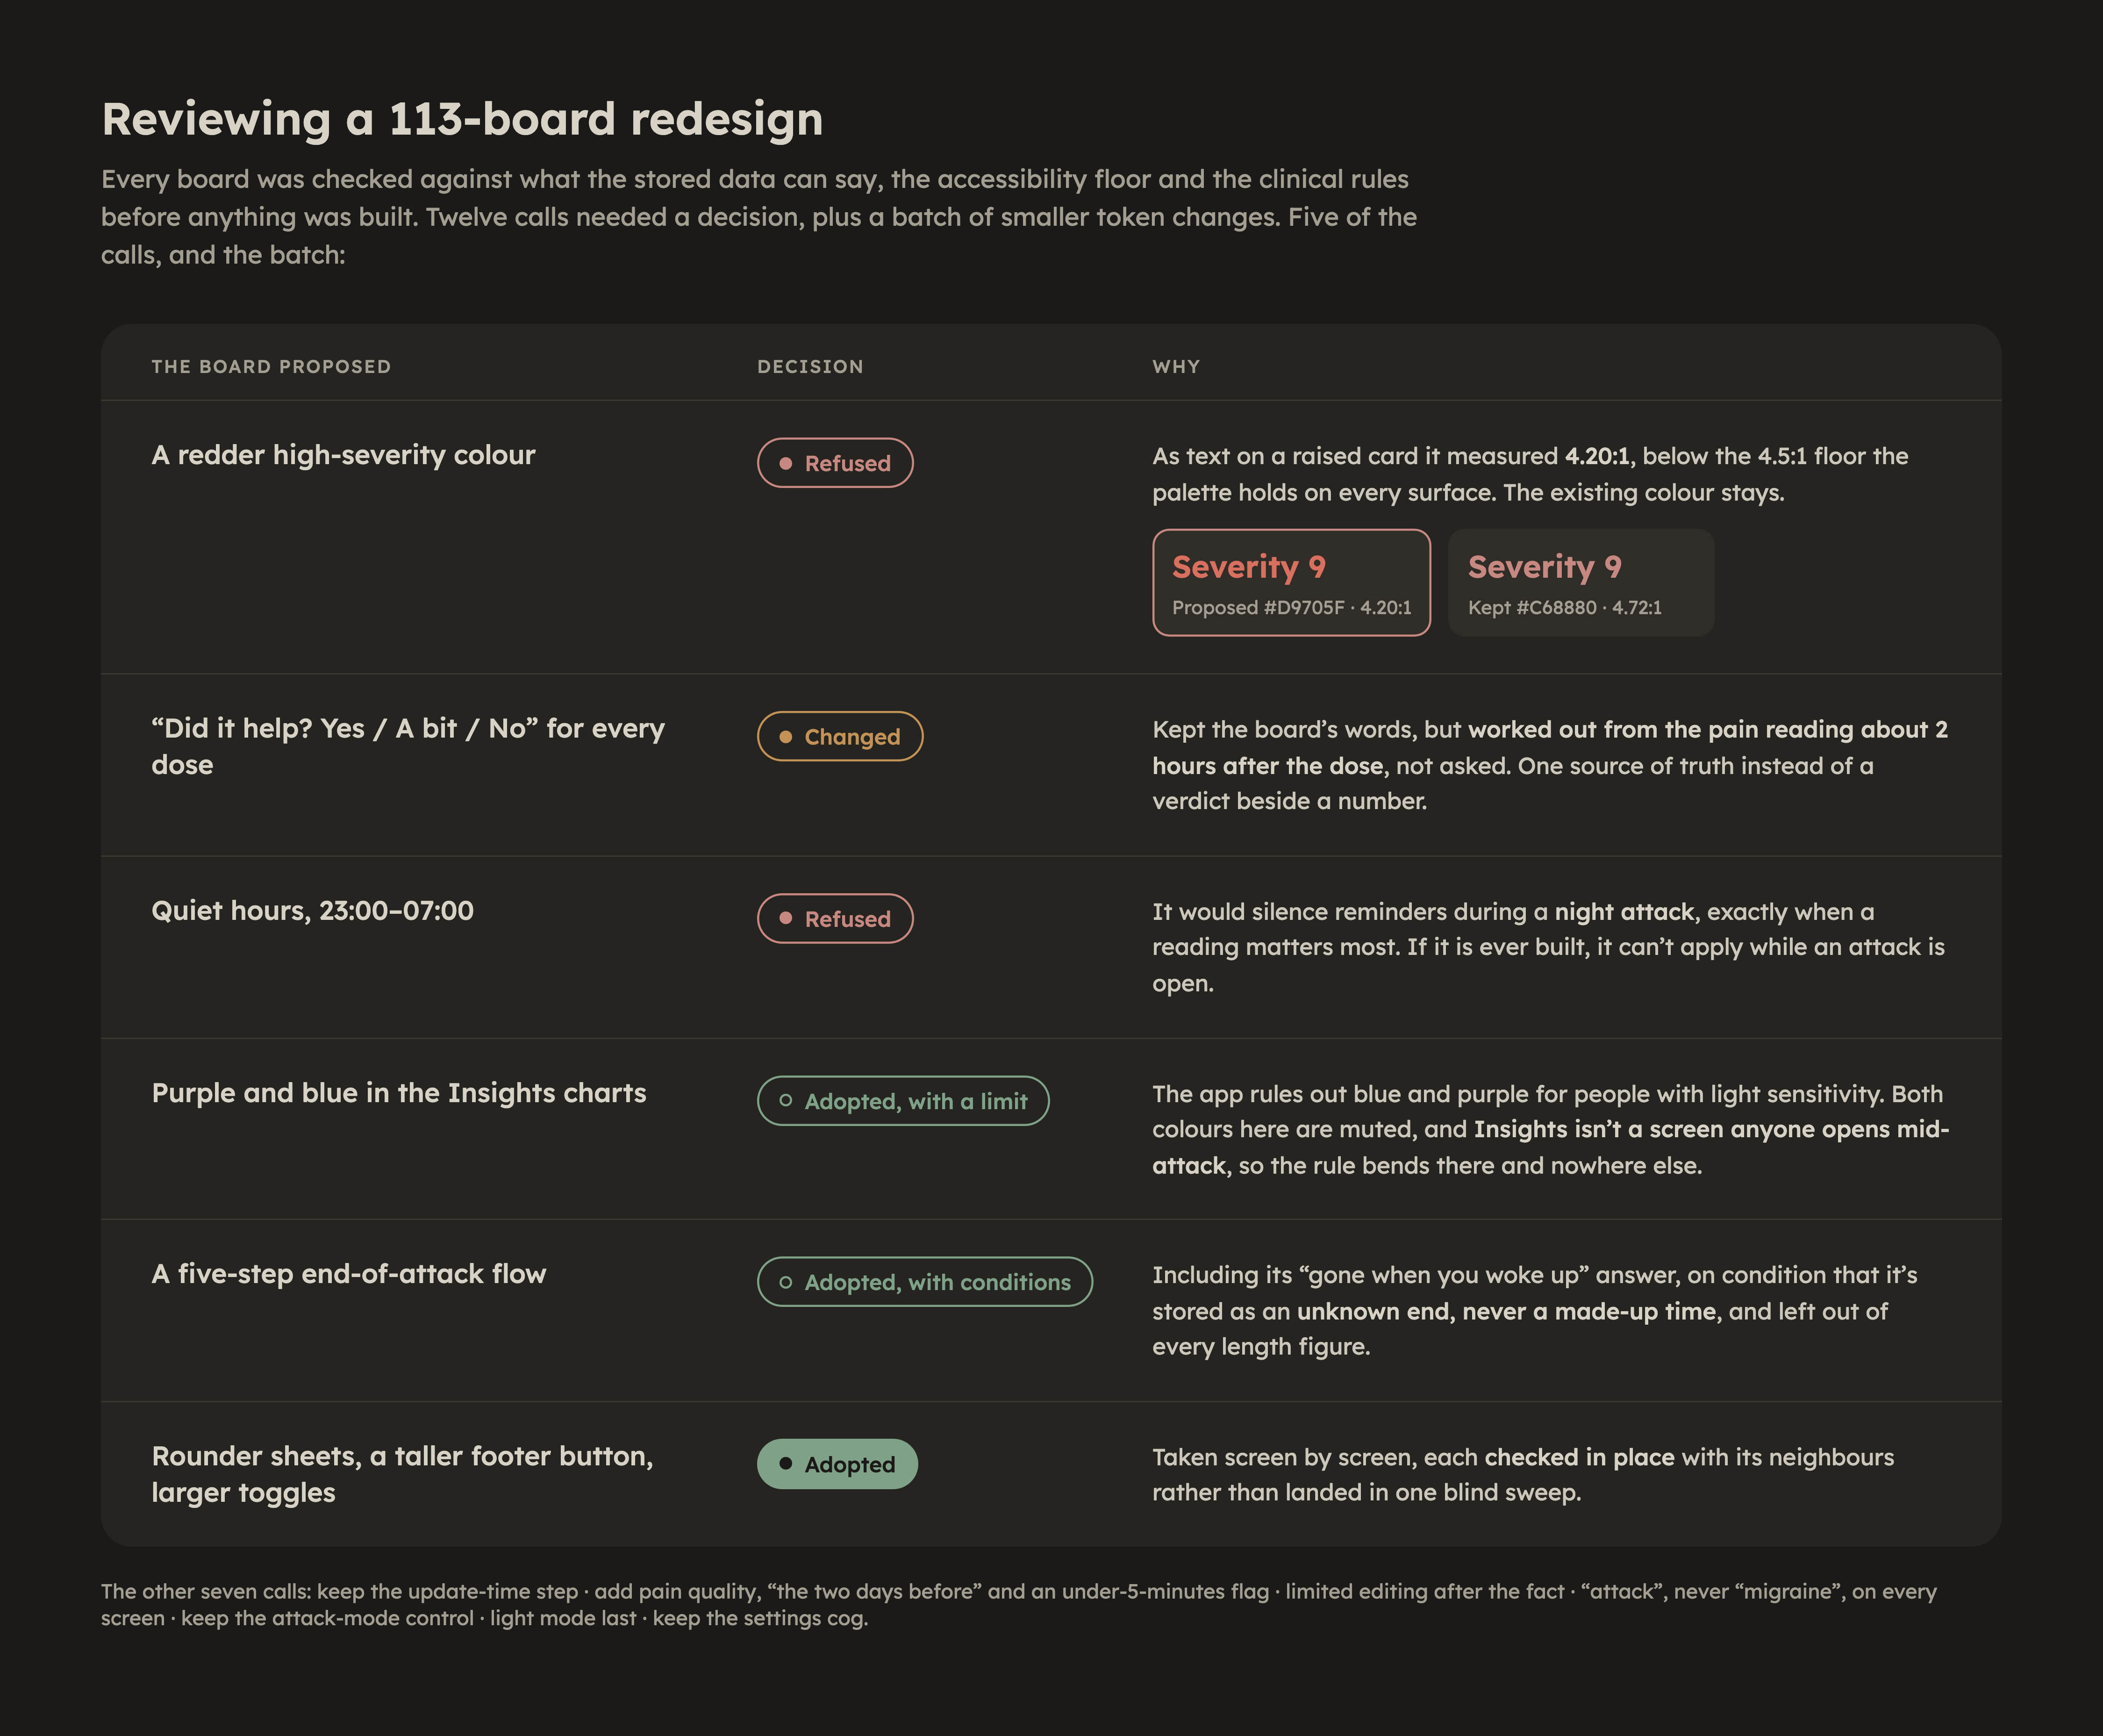 Reviewing a 113-board redesign
Every board was checked against what the stored data can say, the accessibility floor and the clinical rules
before anything was built. Twelve calls needed a decision, plus a batch of smaller token changes. Five of the
calls, and the batch:
THE BOARD PROPOSED
DECISION
WHY
A redder high-severity colour
Refused
As text on a raised card it measured 4.20:1, below the 4.5:1 floor the
palette holds on every surface. The existing colour stays.
Severity 9
Proposed #D9705F · 4.20:1
Severity 9
Kept #C68880 · 4.72:1
“Did it help? Yes / A bit / No” for every
dose
Changed
Kept the board’s words, but worked out from the pain reading about 2
hours after the dose, not asked. One source of truth instead of a
verdict beside a number.
Quiet hours, 23:00–07:00
Refused
It would silence reminders during a night attack, exactly when a
reading matters most. If it is ever built, it can’t apply while an attack is
open.
Purple and blue in the Insights charts
Adopted, with a limit
The app rules out blue and purple for people with light sensitivity. Both
colours here are muted, and Insights isn’t a screen anyone opens mid-
attack, so the rule bends there and nowhere else.
A five-step end-of-attack flow
Adopted, with conditions
Including its “gone when you woke up” answer, on condition that it’s
stored as an unknown end, never a made-up time, and left out of
every length figure.
Rounder sheets, a taller footer button,
larger toggles
Adopted
Taken screen by screen, each checked in place with its neighbours
rather than landed in one blind sweep.
The other seven calls: keep the update-time step · add pain quality, “the two days before” and an under-5-minutes flag · limited editing after the fact · “attack”, never “migraine”, on every
screen · keep the attack-mode control · light mode last · keep the settings cog.